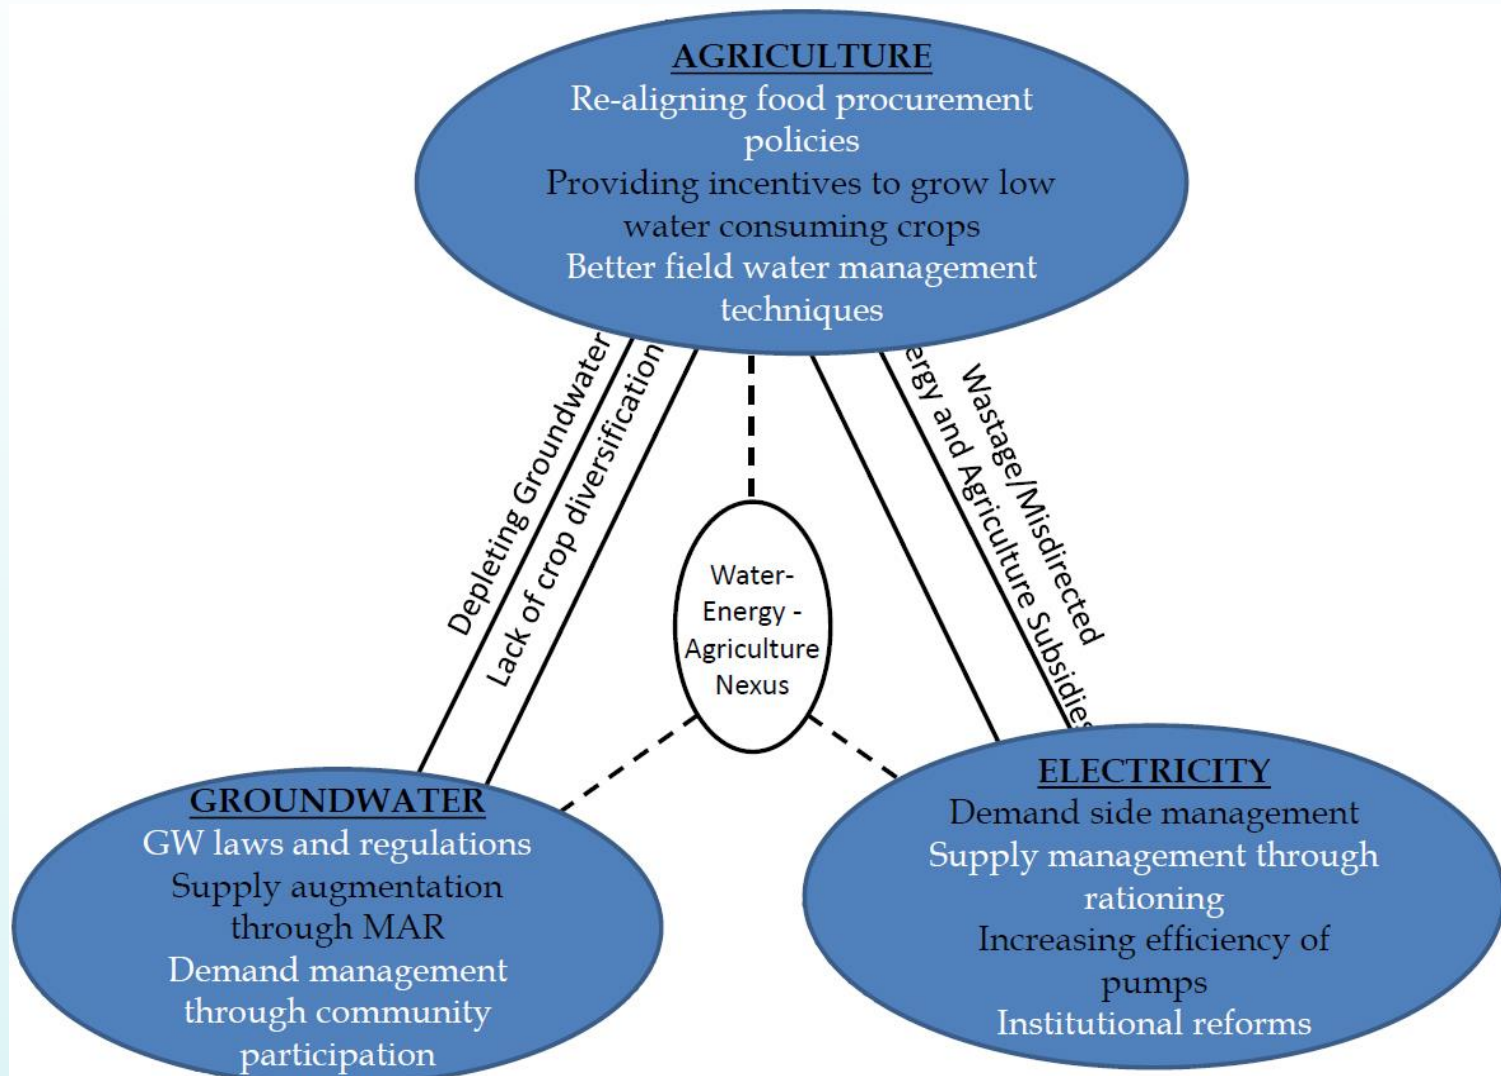 AGRICULTURE
Re-aligning food procurement
policies
Providing incentives to grow low
water consuming crops
Better field water management
techniques
Depleting Groundwater
Lack of crop diversification
Wastage/Misdirected
ergy and Agriculture Subsidies
Water-
Energy -
Agriculture
Nexus
GROUNDWATER
GW laws and regulations
Supply augmentation
through MAR
Demand management
through community
participation
ELECTRICITY
Demand side management
Supply management through
rationing
Increasing efficiency of
pumps
Institutional reforms